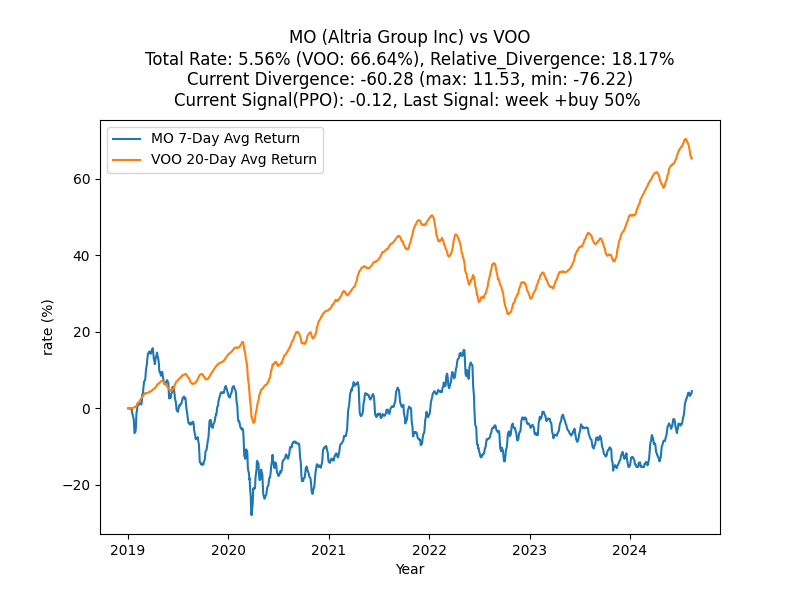 MO (Altria Group Inc) vs VOO
Total Rate: 5.56% (VOO: 66.64%), Relative_Divergence: 18.17%
Current Divergence: -60.28 (max: 11.53, min: -76.22)
Current Signal(PPO): -0.12, Last Signal: week +buy 50%
MO 7-Day Avg Return
VOO 20-Day Avg Return
rate (%)
60
40
20
0
−20
2019 2020 2021 2022 2023 2024
Year